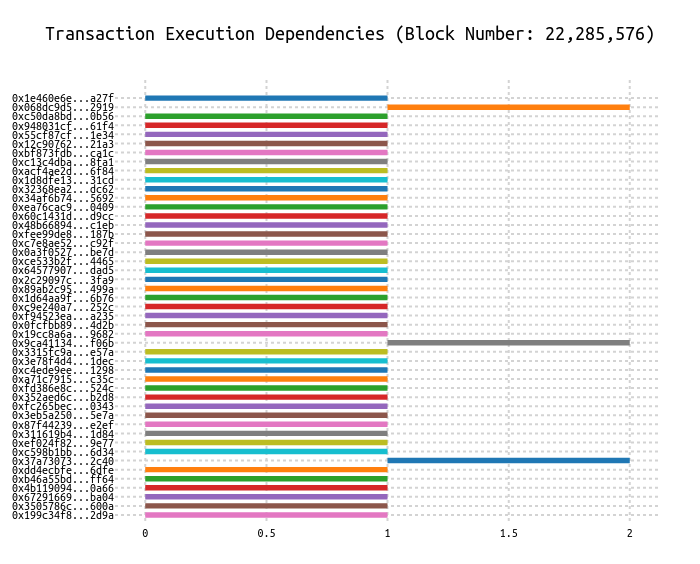 Transaction Execution Dependencies (Block Number: 22,285,576)
0x1e460e6e...a27f
0x068dc9d5...2919
0xc50da8bd...0b56
0x948031cf...61f4
0x55cf87cf...1e34
0x12c90762...21a3
0xbf873fdb...ca1c
0xc13c4dba...8fa1
0xacf4ae2d...6f84
0x1d8dfe13...31cd
0x32368ea2...dc62
0x34af6b74...5692
0xea76cac9...0409
0x60c1431d...d9cc
0x48b66894...c1eb
0xfee99de8...187b
0xc7e8ae52...c92f
0x0a3f0527...be7d
0xce533b2f...4465
0x64577907...dad5
0x2c29097c...3fa9
0x89ab2c95...499a
0x1d64aa9f...6b76
0xc9e240a7...252c
0xf94523ea...a235
0x0fcfbb89...4d2b
0x19cc8a6a...9682
0x9ca41134...f06b
0x3315fc9a...e57a
0x3e78f4d4...1dec
0xc4ede9ee...1298
0xa71c7915...c35c
0xfd386e8c...524c
0x352aed6c...b2d8
0xfc265bec...0343
0x3eb5a250...5e7a
0x87f44239...e2ef
0x311619b4...1d84
0xef024f82...9e77
0xc598b1bb...6d34
0x37a73073...2c40
0xdd4ecbfe...6dfe
0xb46a55bd...ff64
0x4b119094...0a66
0x67291669...ba04
0x3505786c...600a
0x199c34f8...2d9a
0 0.5 1 1.5 2